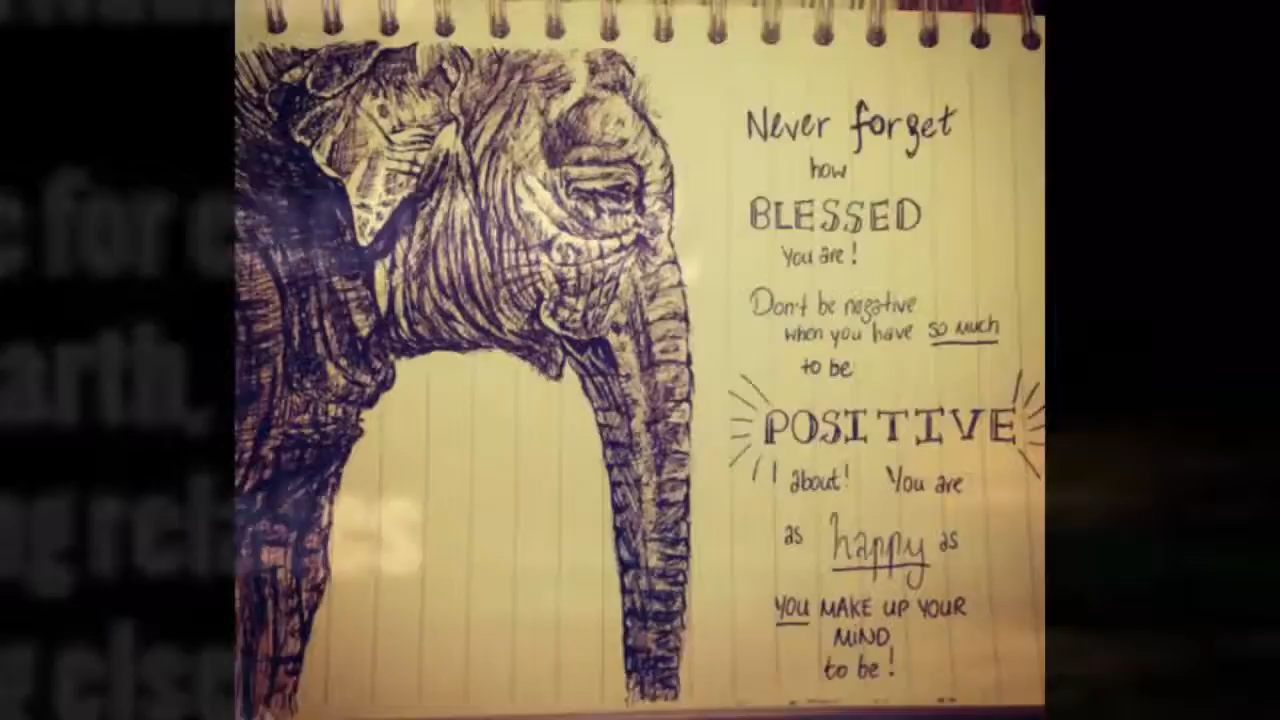 Never forget
how
BLESSED
You are!
Don't be negative
when you have so much
to be
POSITIVE
about! You are
as happy as
YOU MAKE UP YOUR
MIND
to be!